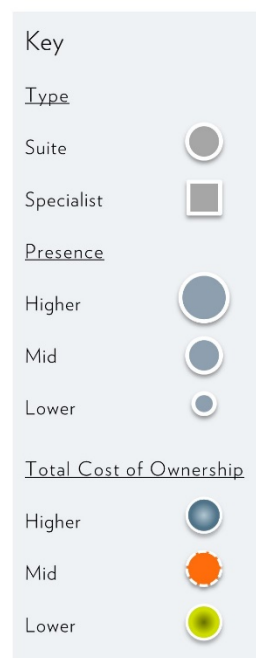 Key
Type
Suite
Specialist
Presence
Higher
Mid
Lower
Total Cost of Ownership
Higher
Mid
Lower